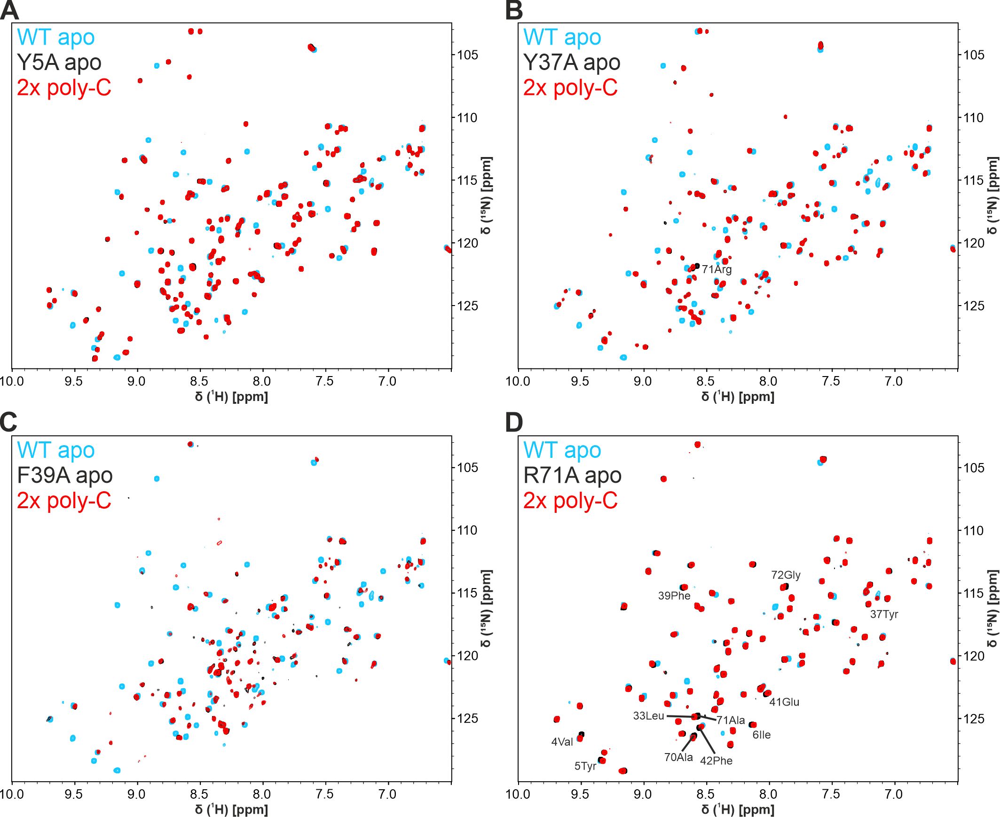 A
WT apo
Y5A apo
2x poly-C
105
110
115
120
125
δ (¹⁵N) [ppm]
10.0 9.5 9.0 8.5 8.0 7.5 7.0
δ (¹H) [ppm]
B
WT apo
Y37A apo
2x poly-C
71Arg
105
110
115
120
125
δ (¹⁵N) [ppm]
10.0 9.5 9.0 8.5 8.0 7.5 7.0
δ (¹H) [ppm]
C
WT apo
F39A apo
2x poly-C
105
110
115
120
125
δ (¹⁵N) [ppm]
10.0 9.5 9.0 8.5 8.0 7.5 7.0
δ (¹H) [ppm]
D
WT apo
R71A apo
2x poly-C
72Gly
39Phe
37Tyr
41Glu
33Leu
71Ala
6Ile
4Val
70Ala
42Phe
5Tyr
105
110
115
120
125
δ (¹⁵N) [ppm]
10.0 9.5 9.0 8.5 8.0 7.5 7.0
δ (¹H) [ppm]